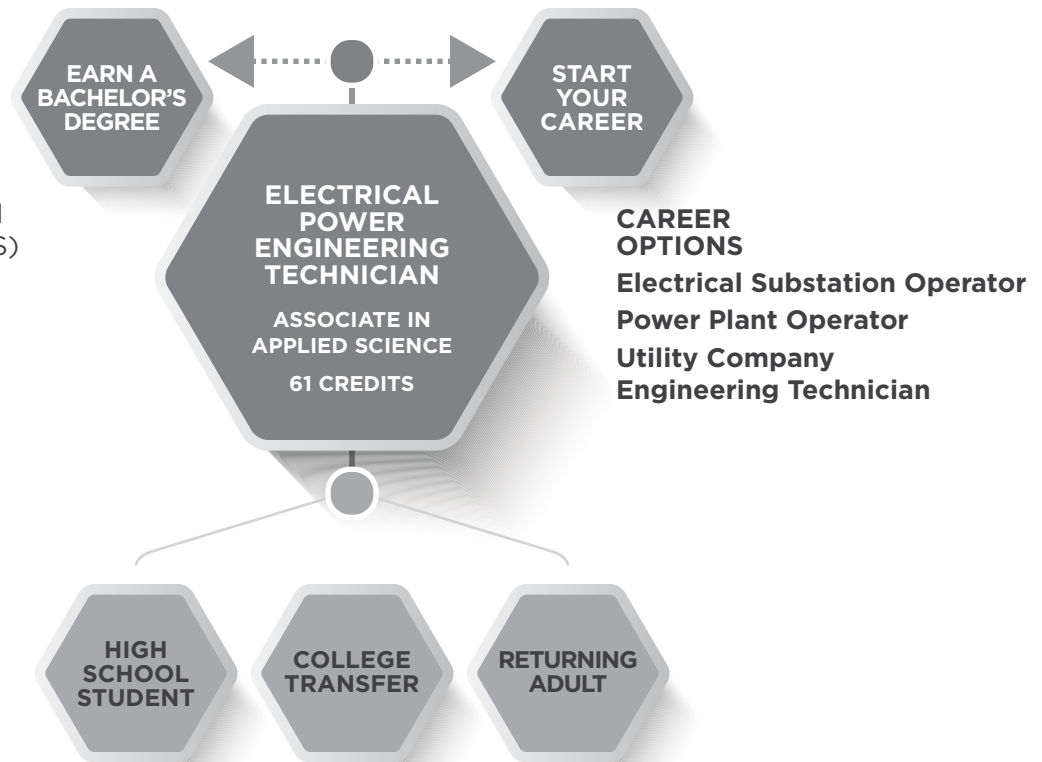 EARN A
BACHELOR'S
DEGREE
START
YOUR
CAREER
S)
ELECTRICAL
POWER
ENGINEERING
TECHNICIAN
ASSOCIATE IN
APPLIED SCIENCE
61 CREDITS
CAREER
OPTIONS
Electrical Substation Operator
Power Plant Operator
Utility Company
Engineering Technician
HIGH
SCHOOL
STUDENT
COLLEGE
TRANSFER
RETURNING
ADULT